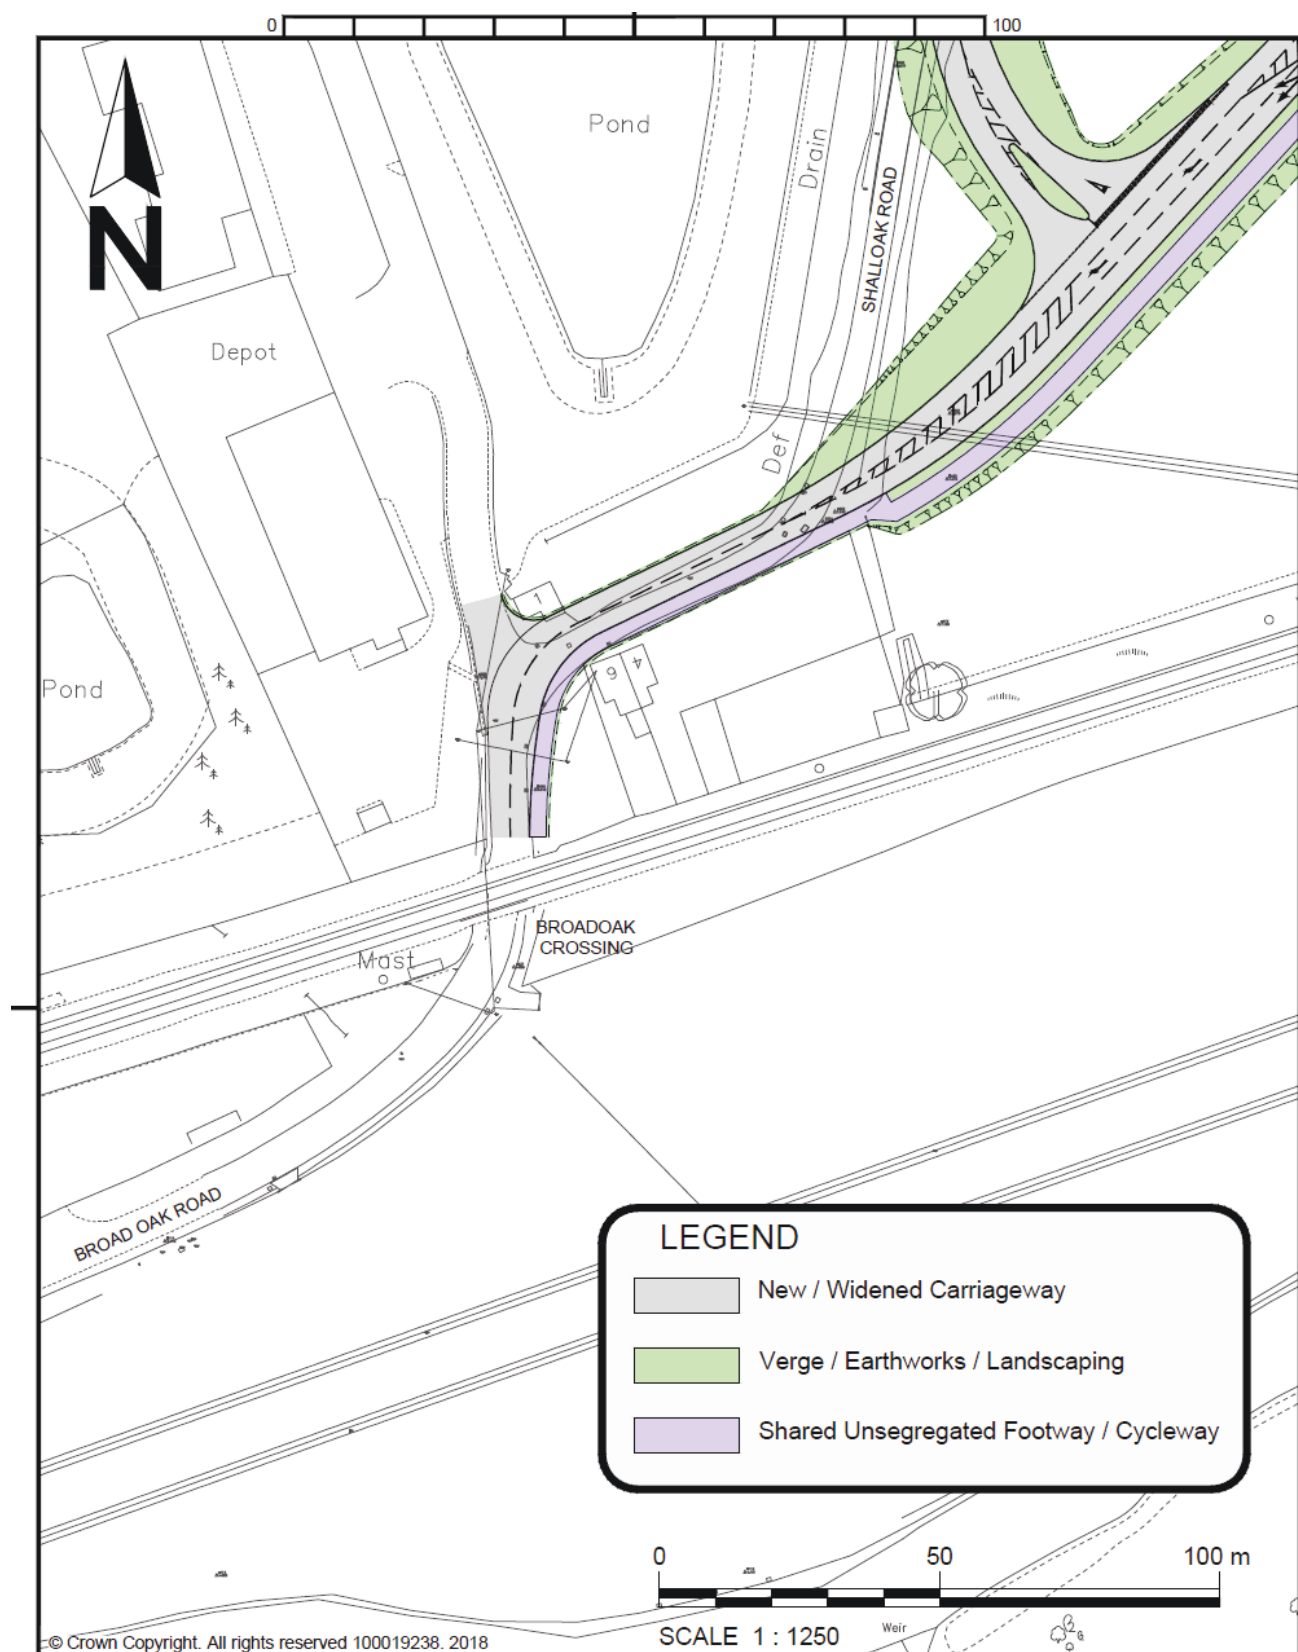 0 100
Pond
Drain
SHALLOAK ROAD
N
Depot
Def
1
Pond
6 4
BROADOAK
CROSSING
Mast
BROAD OAK ROAD
LEGEND
New / Widened Carriageway
Verge / Earthworks / Landscaping
Shared Unsegregated Footway / Cycleway
0 50 100 m
SCALE 1 : 1250
Weir
© Crown Copyright. All rights reserved 100019238. 2018